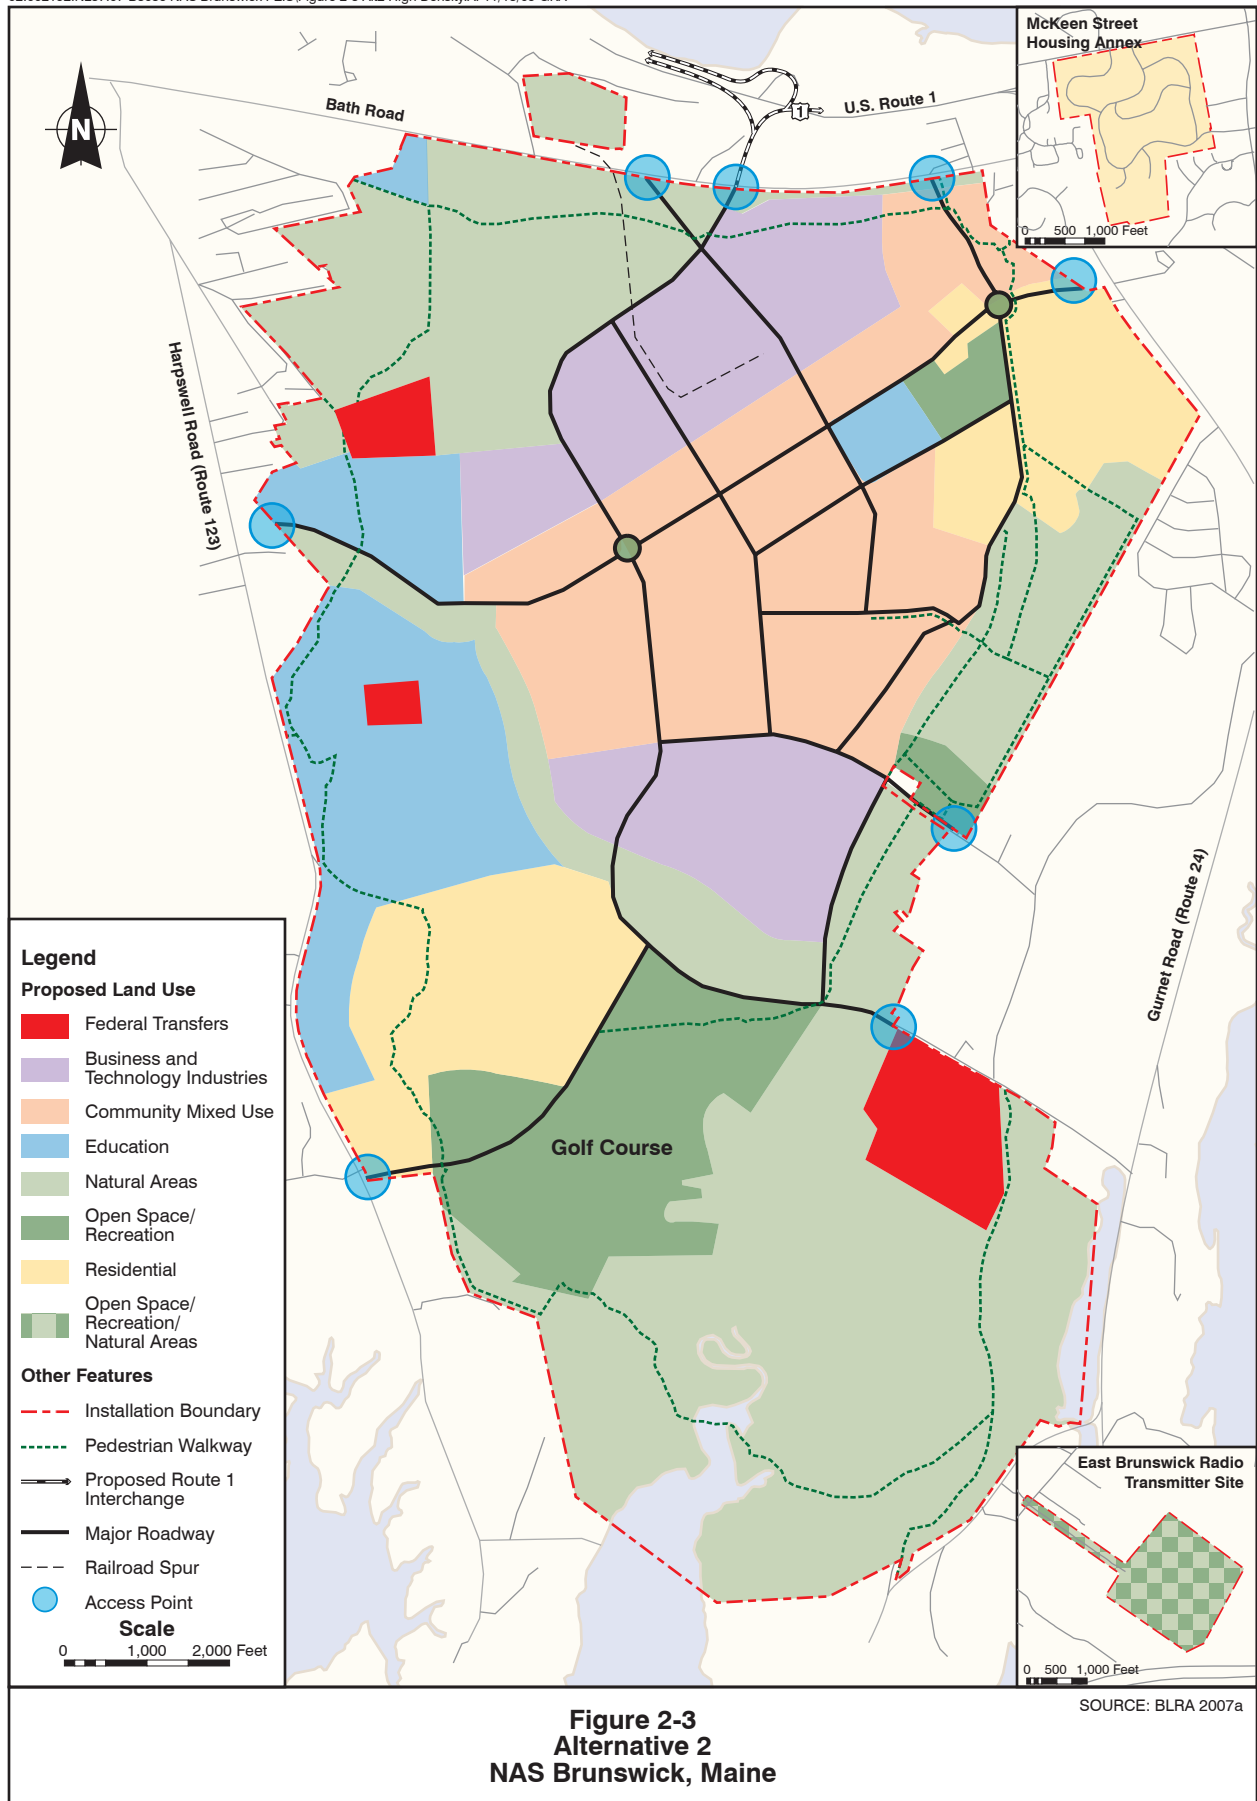 McKeen Street
Housing Annex
0 500 1,000 Feet
N
Bath Road
U.S. Route 1
1
Harpswell Road (Route 123)
Gurnet Road (Route 24)
Golf Course
Legend
Proposed Land Use
Federal Transfers
Business and
Technology Industries
Community Mixed Use
Education
Natural Areas
Open Space/
Recreation
Residential
Open Space/
Recreation/
Natural Areas
Other Features
Installation Boundary
Pedestrian Walkway
Proposed Route 1
Interchange
Major Roadway
Railroad Spur
Access Point
Scale
0 1,000 2,000 Feet
East Brunswick Radio
Transmitter Site
0 500 1,000 Feet
SOURCE: BLRA 2007a
Figure 2-3
Alternative 2
NAS Brunswick, Maine